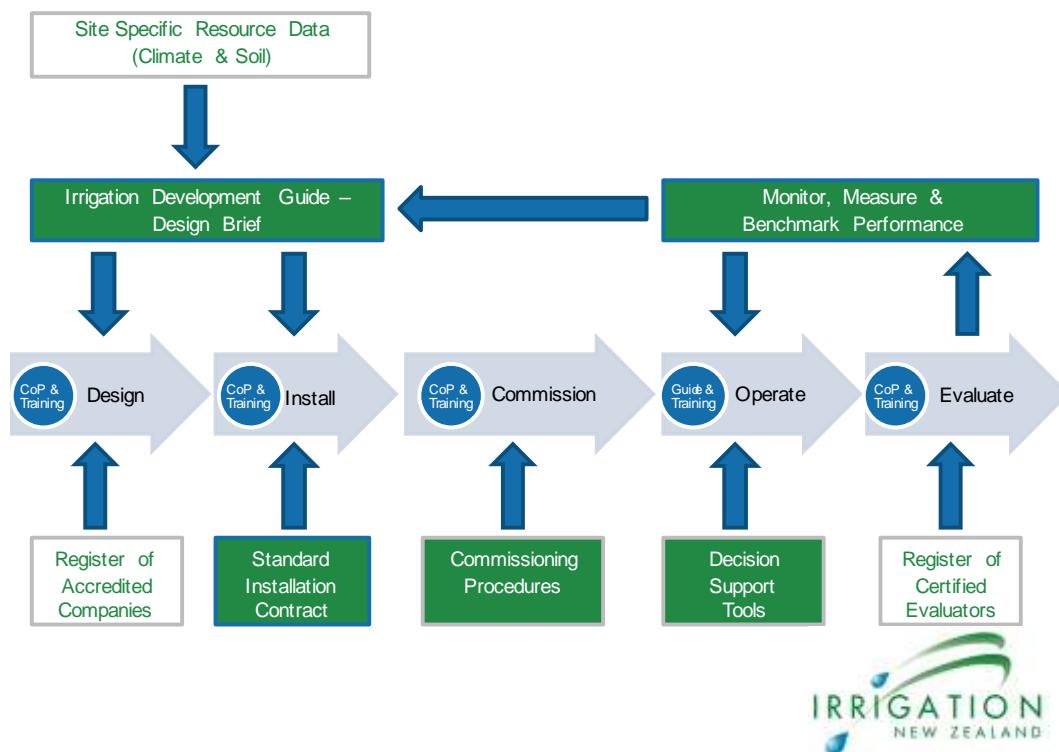 Site Specific Resource Data
(Climate & Soil)
Irrigation Development Guide –
Design Brief
Monitor, Measure &
Benchmark Performance
CoP &
Training
Design
CoP &
Training
Install
CoP &
Training
Commission
Guide &
Training
Operate
CoP &
Training
Evaluate
Register of
Accredited
Companies
Standard
Installation
Contract
Commissioning
Procedures
Decision
Support
Tools
Register of
Certified
Evaluators
IRRIGATION
NEW ZEALAND